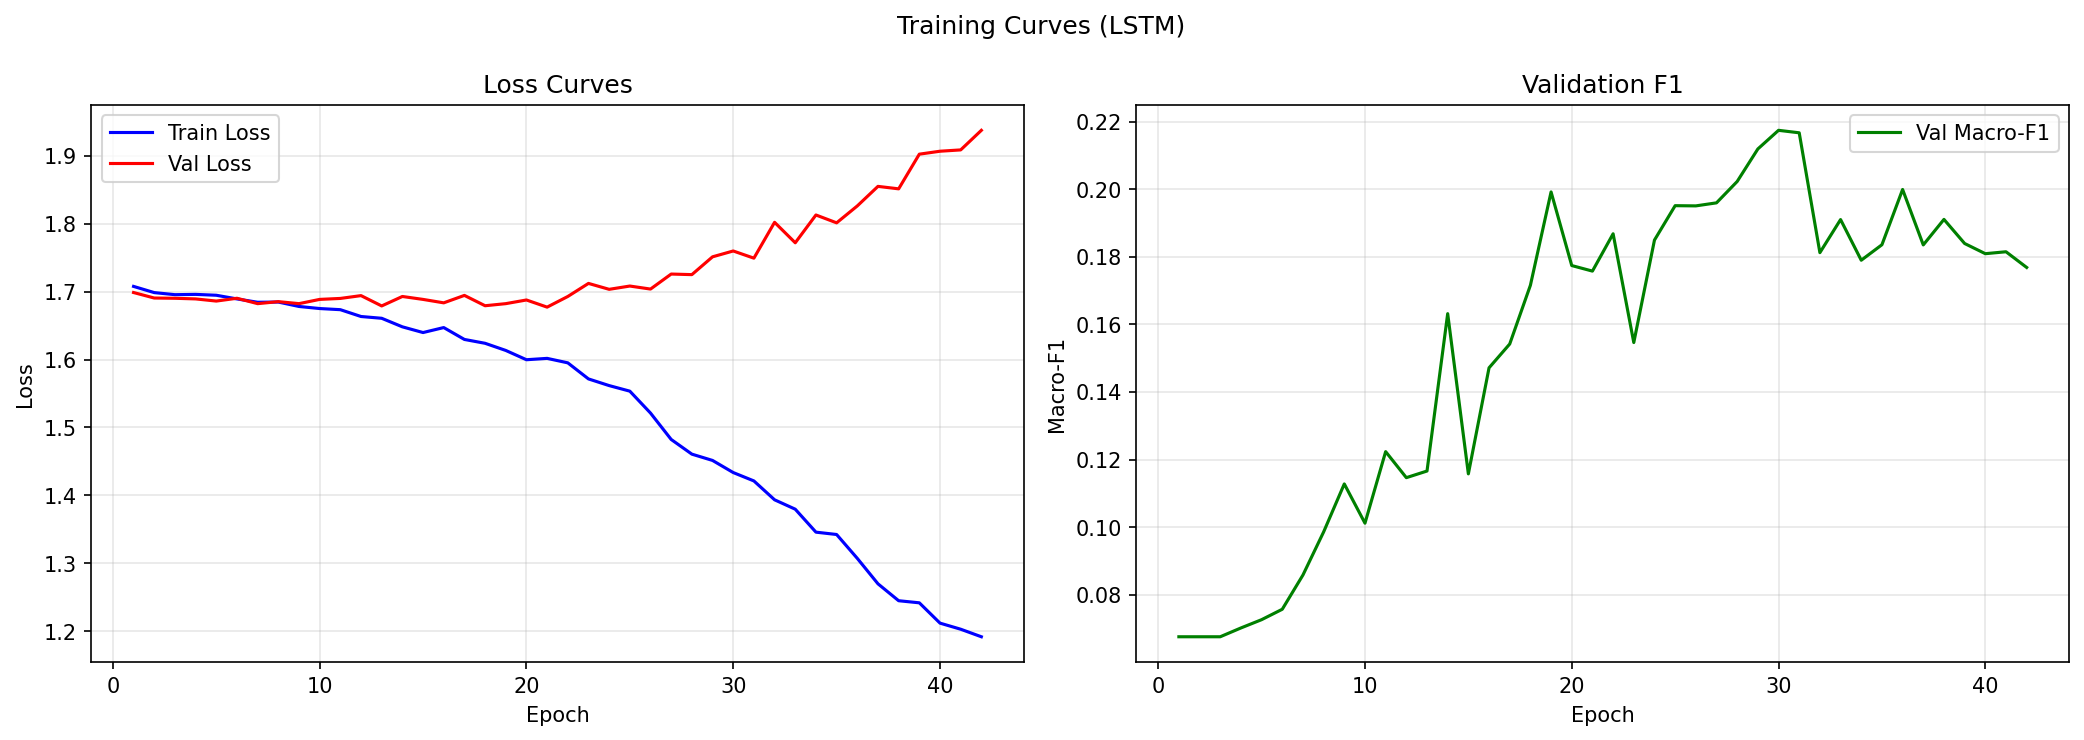 Training Curves (LSTM)
Loss Curves
Train Loss
Val Loss
1.9
1.8
1.7
1.6
1.5
1.4
1.3
1.2
Loss
0 10 20 30 40
Epoch
Validation F1
Val Macro-F1
0.22
0.20
0.18
0.16
0.14
0.12
0.10
0.08
Macro-F1
0 10 20 30 40
Epoch